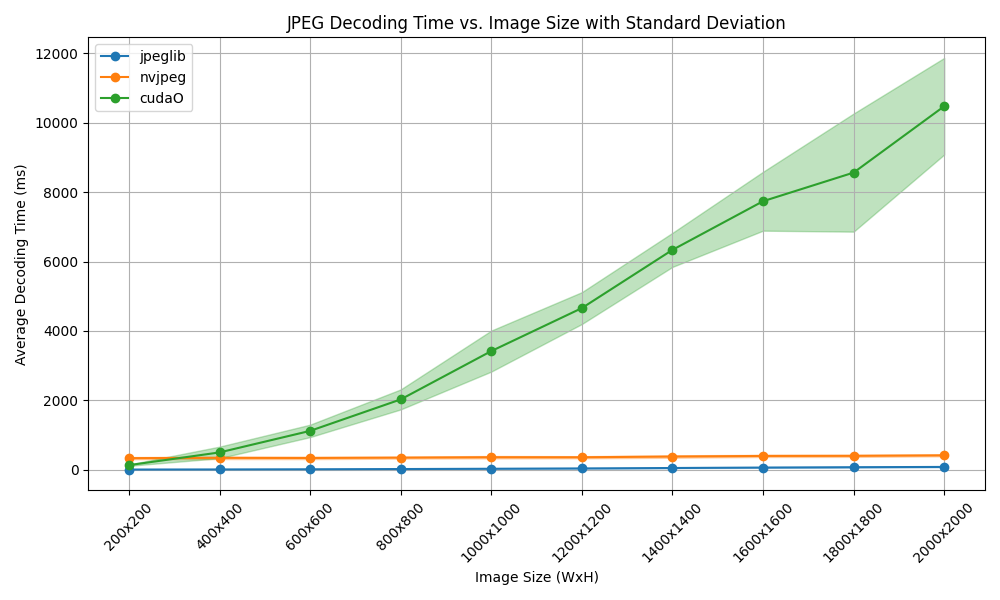 JPEG Decoding Time vs. Image Size with Standard Deviation
jpeglib
nvjpeg
cudaO
Average Decoding Time (ms)
12000
10000
8000
6000
4000
2000
0
200x200
400x400
600x600
800x800
1000x1000
1200x1200
1400x1400
1600x1600
1800x1800
2000x2000
Image Size (WxH)